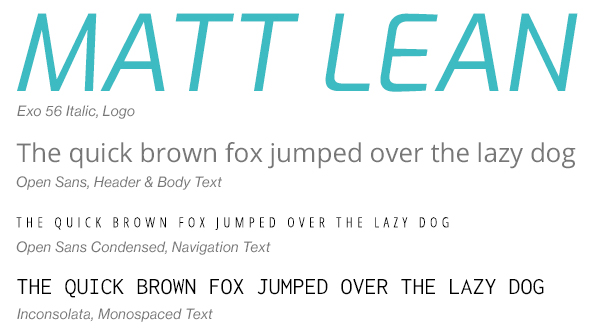 MATT LEAN
Exo 56 Italic, Logo
The quick brown fox jumped over the lazy dog
Open Sans, Header & Body Text
THE QUICK BROWN FOX JUMPED OVER THE LAZY DOG
Open Sans Condensed, Navigation Text
THE QUICK BROWN FOX JUMPED OVER THE LAZY DOG
Inconsolata, Monospaced Text